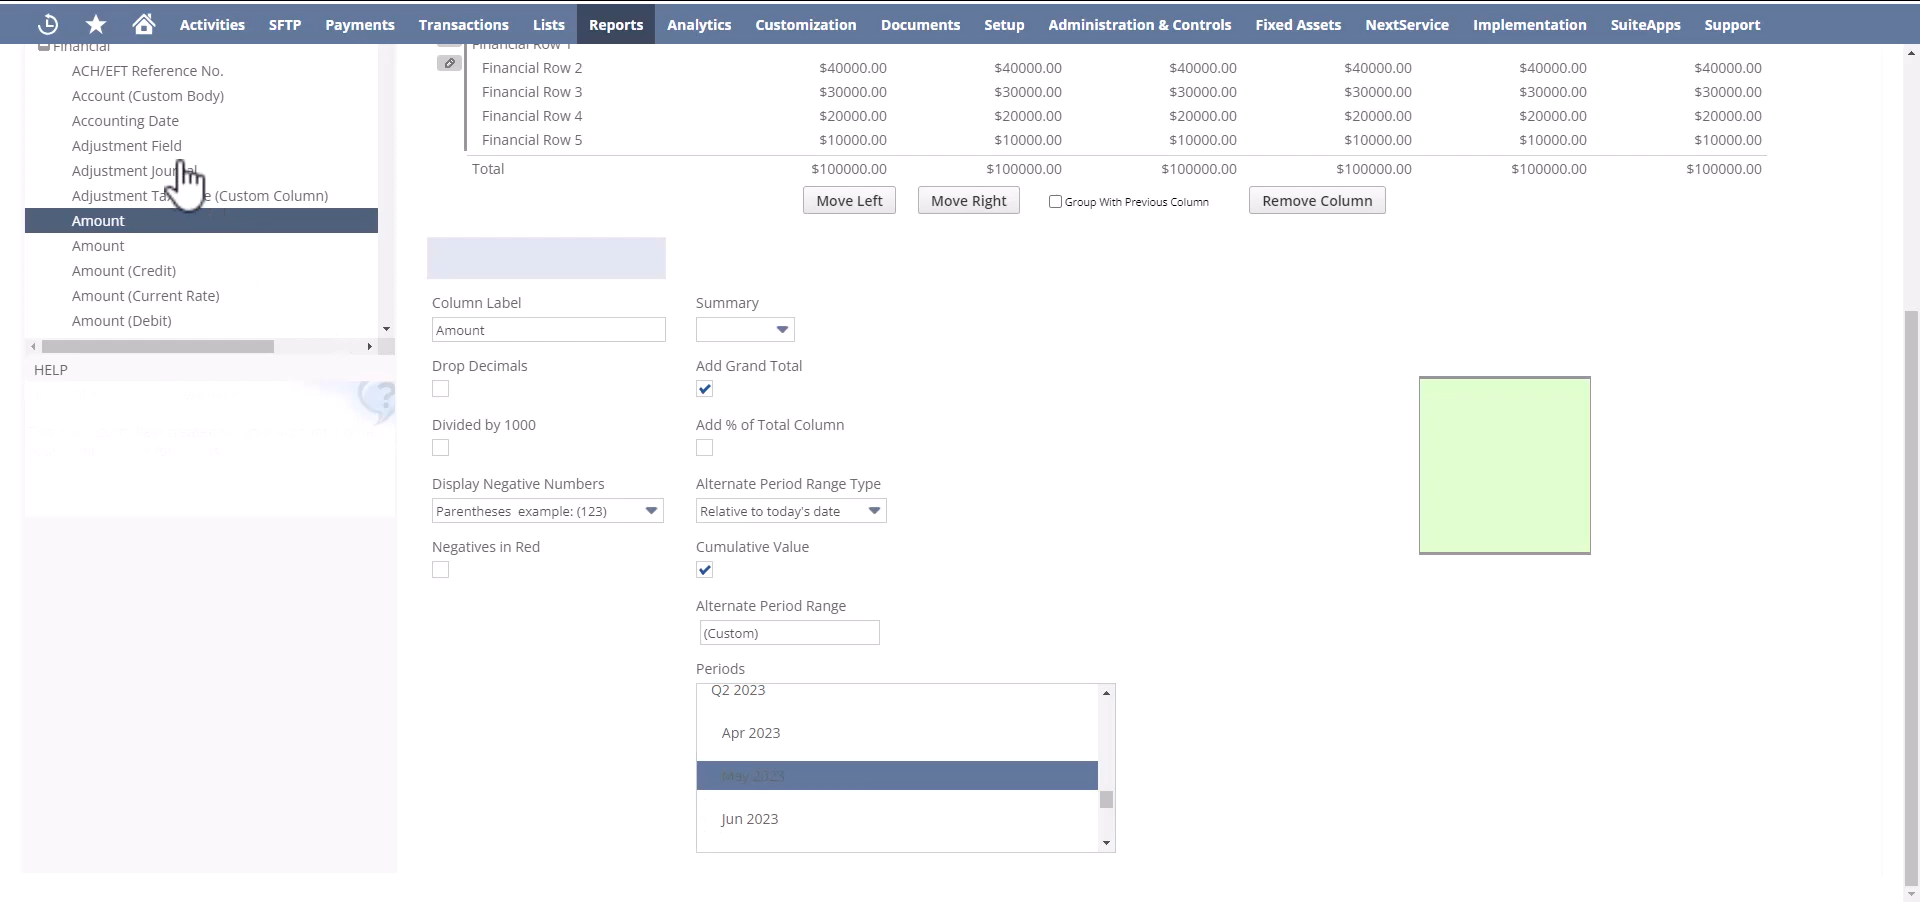 Activities SFTP Payments Transactions Lists Reports Analytics Customization Documents Setup Administration & Controls Fixed Assets NextService Implementation SuiteApps Support
Financial
ACH/EFT Reference No.
Account (Custom Body)
Accounting Date
Adjustment Field
Adjustment
Adjustment (Custom Column)
Amount
Amount
Amount (Credit)
Amount (Current Rate)
Amount (Debit)
HELP
Financial Row 1
Financial Row 2 $40000.00 $40000.00 $40000.00 $40000.00 $40000.00 $40000.00
Financial Row 3 $30000.00 $30000.00 $30000.00 $30000.00 $30000.00 $30000.00
Financial Row 4 $20000.00 $20000.00 $20000.00 $20000.00 $20000.00 $20000.00
Financial Row 5 $10000.00 $10000.00 $10000.00 $10000.00 $10000.00 $10000.00
Total $100000.00 $100000.00 $100000.00 $100000.00 $100000.00 $100000.00
Move Left Move Right Group With Previous Column Remove Column
Column Label Summary
Amount
Drop Decimals Add Grand Total
Divided by 1000 Add % of Total Column
Display Negative Numbers Alternate Period Range Type
Parentheses example: (123) Relative to today's date
Negatives in Red Cumulative Value
Alternate Period Range
(Custom)
Periods
Q2 2023
Apr 2023
May 2023
Jun 2023